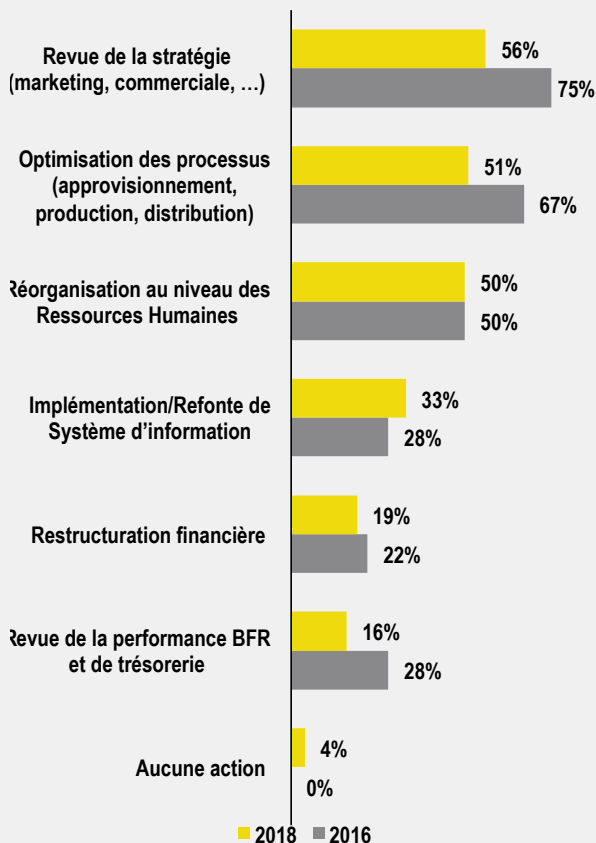 Revue de la stratégie
(marketing, commerciale, …)
56%
75%
Optimisation des processus
(approvisionnement,
production, distribution)
51%
67%
Réorganisation au niveau des
Ressources Humaines
50%
50%
Implémentation/Refonte de
Système d’information
33%
28%
Restructuration financière
19%
22%
Revue de la performance BFR
et de trésorerie
16%
28%
Aucune action
4%
0%
2018 2016